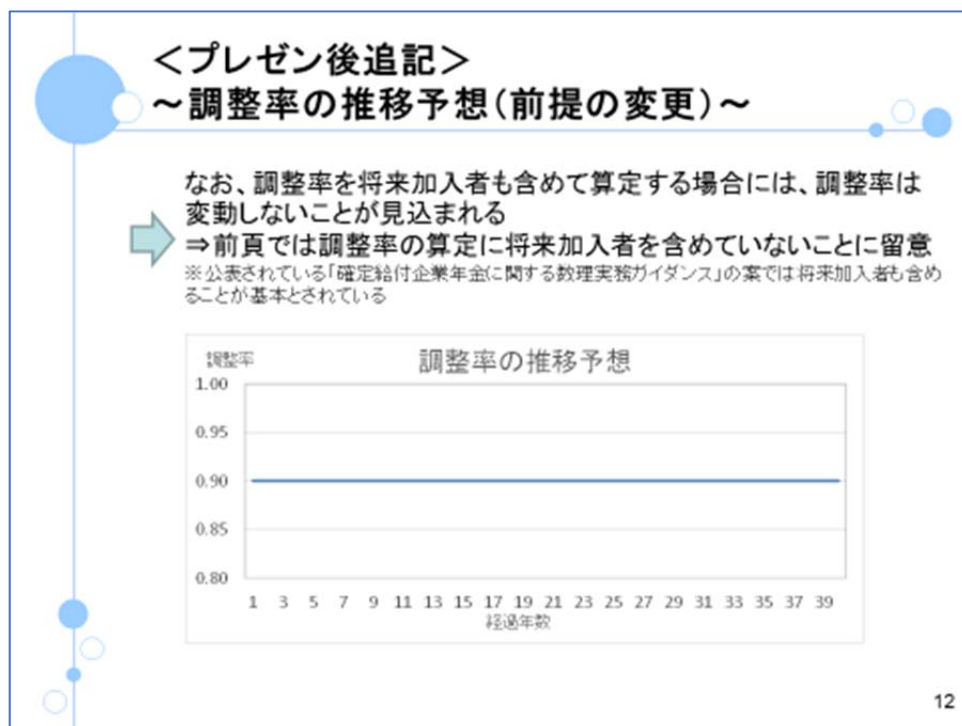 ＜プレゼン後追記＞
～調整率の推移予想（前提の変更）～
なお、調整率を将来加入者も含めて算定する場合には、調整率は
変動しないことが見込まれる
⇒前頁では調整率の算定に将来加入者を含めていないことに留意
※公表されている「確定給付企業年金に関する数理実務ガイダンス」の案では将来加入者も含め
ることが基本とされている
調整率
調整率の推移予想
1.00
0.95
0.90
0.85
0.80
1 3 5 7 9 11 13 15 17 19 21 23 25 27 29 31 33 35 37 39
経過年数
12